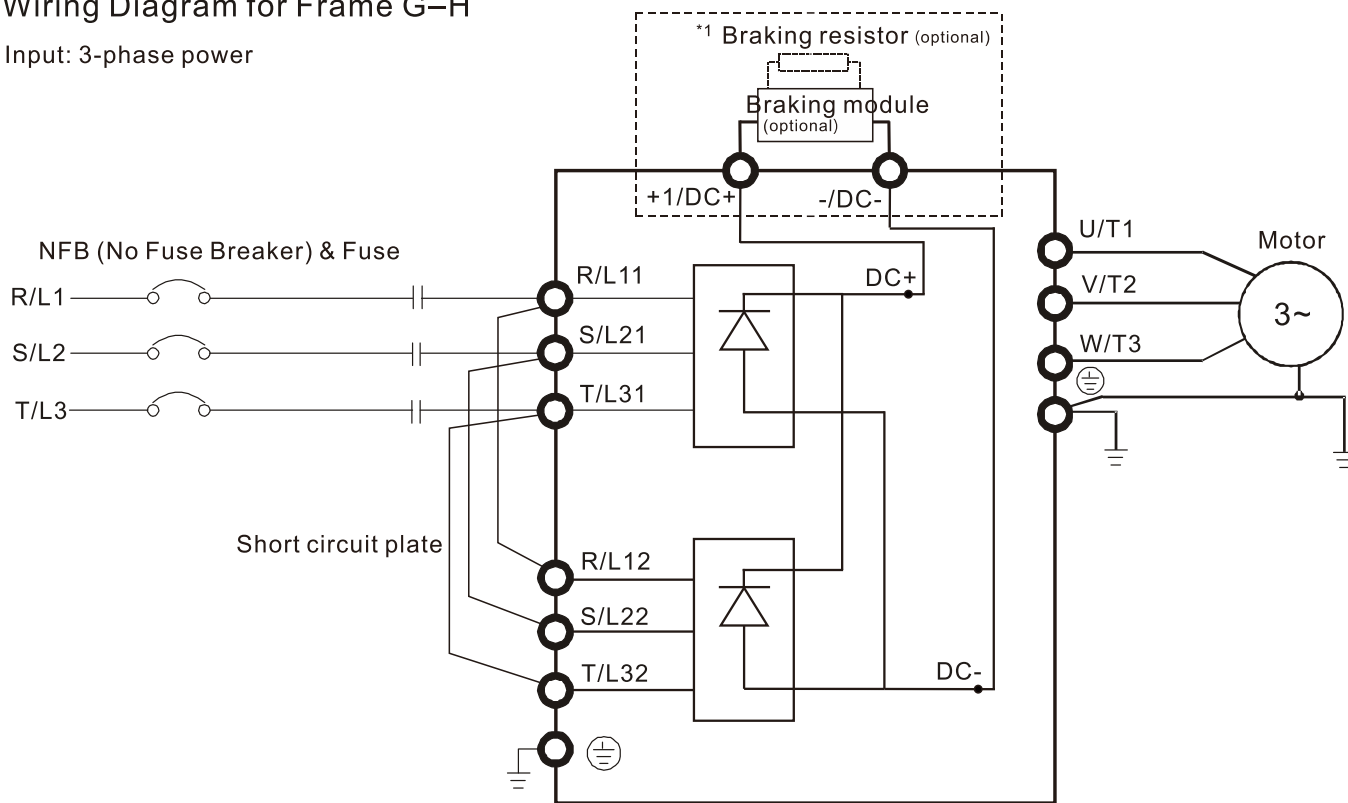 Wiring Diagram for Frame G–H
Input: 3-phase power
*1 Braking resistor (optional)
Braking module
(optional)
+1/DC+
-/DC-
NFB (No Fuse Breaker) & Fuse
R/L1
S/L2
T/L3
R/L11
S/L21
T/L31
DC+
U/T1
V/T2
W/T3
Motor
3~
Short circuit plate
R/L12
S/L22
T/L32
DC-